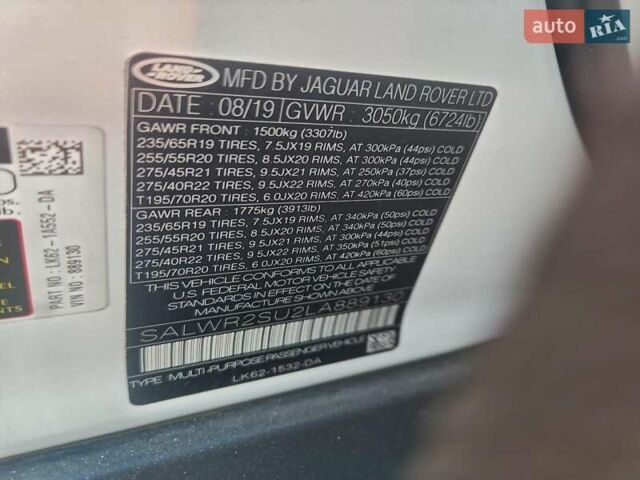 auto RIA
.com
LAND
ROVER
MFD BY JAGUAR LAND ROVER LTD
DATE: 08/19 GVWR : 3050kg (6724lb)
GAWR FRONT : 1500kg (3307lb)
235/65R19 TIRES, 7.5JX19 RIMS, AT 300kPa (44psi) COLD
255/55R20 TIRES, 8.5JX20 RIMS, AT 300kPa (44psi) COLD
275/45R21 TIRES, 9.5JX21 RIMS, AT 250kPa (37psi) COLD
275/40R22 TIRES, 9.5JX22 RIMS, AT 270kPa (40psi) COLD
T195/70R20 TIRES, 6.0JX20 RIMS, AT 420kPa (60psi) COLD
GAWR REAR: 1775kg (3913lb)
235/65R19 TIRES, 7.5JX19 RIMS, AT 340kPa (50psi) COLD
255/55R20 TIRES, 8.5JX20 RIMS, AT 300kPa (44psi) COLD
275/45R21 TIRES, 9.5JX21 RIMS, AT 340kPa (50psi) COLD
275/40R22 TIRES, 9.5JX22 RIMS, AT 350kPa (51psi) COLD
T195/70R20 TIRES, 6.0JX20 RIMS, AT 420kPa (60psi) COLD
THIS VEHICLE CONFORMS TO ALL APPLICABLE
U.S. FEDERAL MOTOR VEHICLE
SAFETY STANDARDS IN EFFECT ON THE DATE OF
MANUFACTURE SHOWN ABOVE.
SALWR2SU2LA889130
TYPE: MULTI-PURPOSE PASSENGER VEHICLE
LK62-1532-DA
PART NO : LK62-1A552-DA
VIN NO : 889130